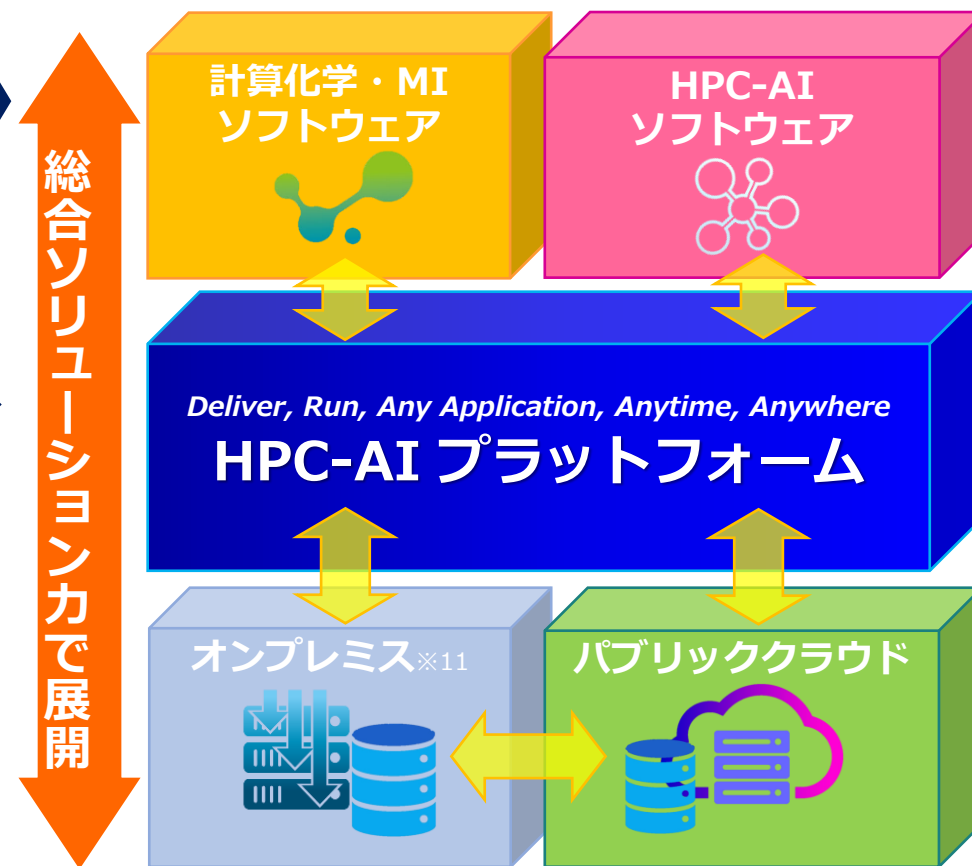 計算化学・MI
ソフトウェア
HPC-AI
ソフトウェア
総合ソリューション力で展開
Deliver, Run, Any Application, Anytime, Anywhere
HPC-AI プラットフォーム
オンプレミス※11
パブリッククラウド